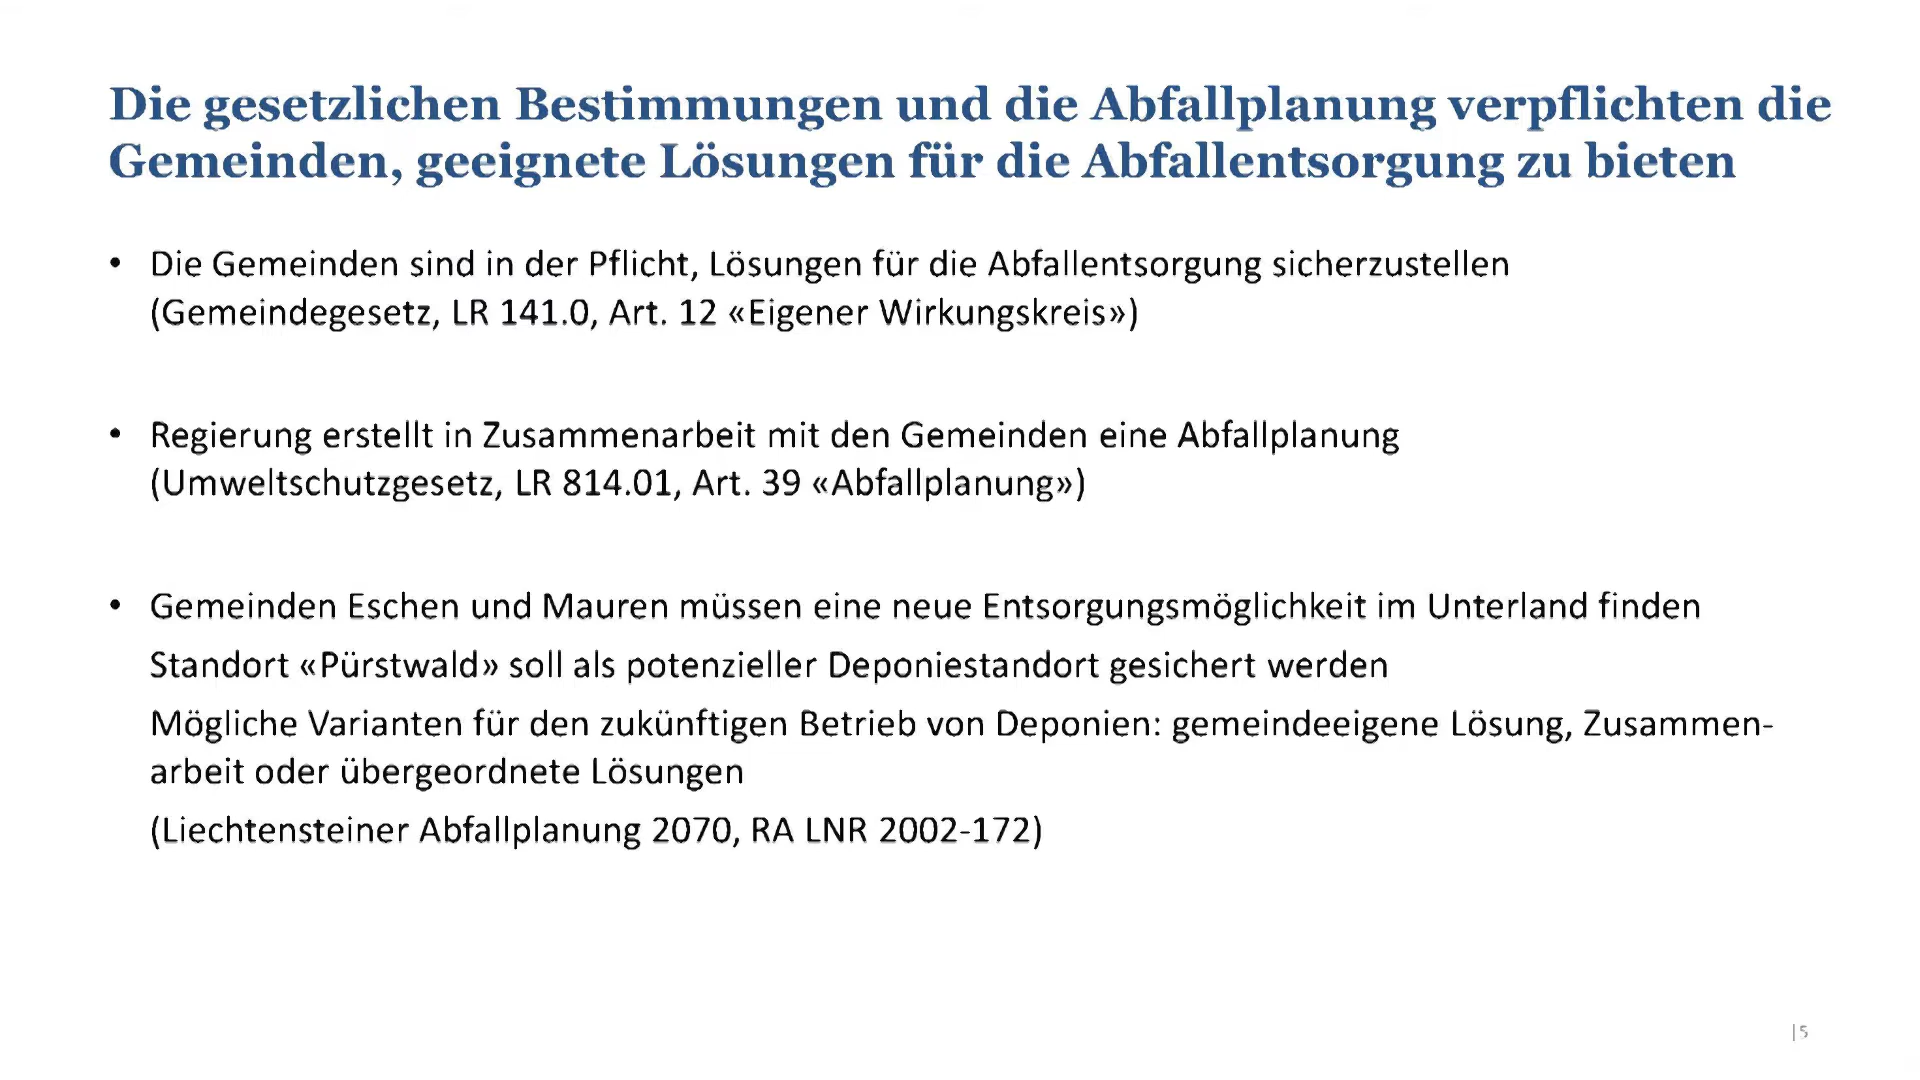 Die gesetzlichen Bestimmungen und die Abfallplanung verpflichten die
Gemeinden, geeignete Lösungen für die Abfallentsorgung zu bieten
• Die Gemeinden sind in der Pflicht, Lösungen für die Abfallentsorgung sicherzustellen
(Gemeindegesetz, LR 141.0, Art. 12 «Eigener Wirkungskreis»)
• Regierung erstellt in Zusammenarbeit mit den Gemeinden eine Abfallplanung
(Umweltschutzgesetz, LR 814.01, Art. 39 «Abfallplanung»)
• Gemeinden Eschen und Mauren müssen eine neue Entsorgungsmöglichkeit im Unterland finden
Standort «Pürstwald» soll als potenzieller Deponiestandort gesichert werden
Mögliche Varianten für den zukünftigen Betrieb von Deponien: gemeindeeigene Lösung, Zusammen-
arbeit oder übergeordnete Lösungen
(Liechtensteiner Abfallplanung 2070, RA LNR 2002-172)
|5